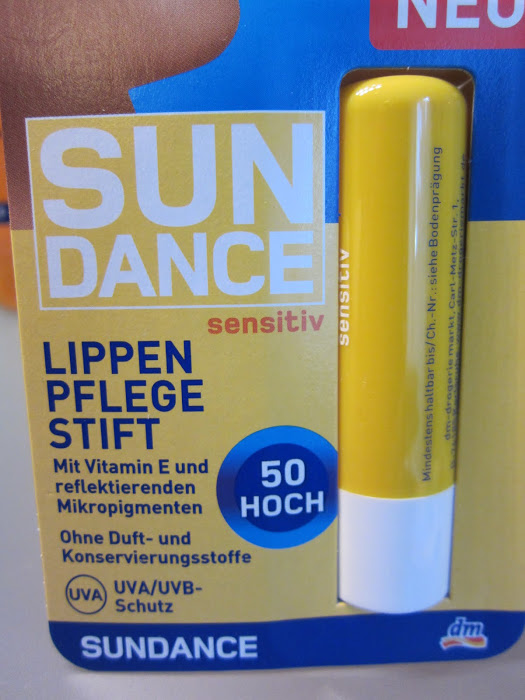 NEU
SUN
DANCE
sensitiv
LIPPEN
PFLEGE
STIFT
Mit Vitamin E und
reflektierenden
Mikropigmenten
50
HOCH
Ohne Duft- und
Konservierungsstoffe
UVA
UVA/UVB-
Schutz
SUNDANCE
dm
sensitiv
Mindestens haltbar bis/Ch.-Nr.: siehe Bodenprägung
dm-drogerie markt, Carl-Metz-Str. 1,